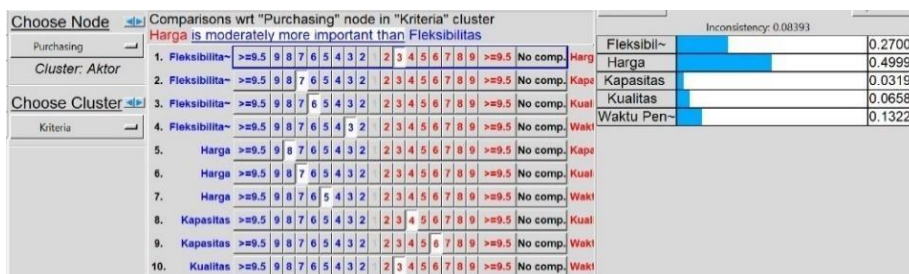 Choose Node
Purchasing
Cluster: Aktor
Choose Cluster
Kriteria
Comparisons wrt "Purchasing" node in "Kriteria" cluster
Harga is moderately more important than Fleksibilitas
1. Fleksibilita~ >=9.5 9 8 7 6 5 4 3 2 1 2 3 4 5 6 7 8 9 >=9.5 No comp. Harg
2. Fleksibilita~ >=9.5 9 8 7 6 5 4 3 2 1 2 3 4 5 6 7 8 9 >=9.5 No comp. Kapa
3. Fleksibilita~ >=9.5 9 8 7 6 5 4 3 2 1 2 3 4 5 6 7 8 9 >=9.5 No comp. Kual
4. Fleksibilita~ >=9.5 9 8 7 6 5 4 3 2 1 2 3 4 5 6 7 8 9 >=9.5 No comp. Wakt
5. Harga >=9.5 9 8 7 6 5 4 3 2 1 2 3 4 5 6 7 8 9 >=9.5 No comp. Kapa
6. Harga >=9.5 9 8 7 6 5 4 3 2 1 2 3 4 5 6 7 8 9 >=9.5 No comp. Kual
7. Harga >=9.5 9 8 7 6 5 4 3 2 1 2 3 4 5 6 7 8 9 >=9.5 No comp. Wakt
8. Kapasitas >=9.5 9 8 7 6 5 4 3 2 1 2 3 4 5 6 7 8 9 >=9.5 No comp. Kual
9. Kapasitas >=9.5 9 8 7 6 5 4 3 2 1 2 3 4 5 6 7 8 9 >=9.5 No comp. Wakt
10. Kualitas >=9.5 9 8 7 6 5 4 3 2 1 2 3 4 5 6 7 8 9 >=9.5 No comp. Wakt
Inconsistency: 0.08393
Fleksibil~ 0.2700
Harga 0.4999
Kapasitas 0.0319
Kualitas 0.0658
Waktu Pen~ 0.1322